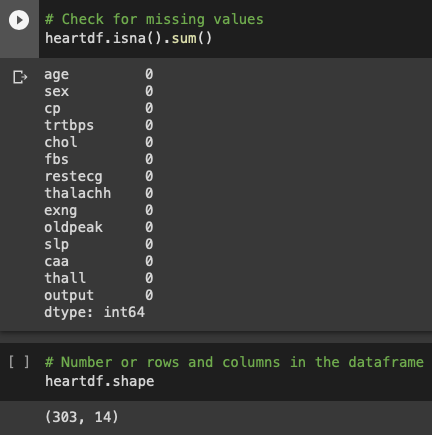 # Check for missing values
heartdf.isna().sum()
age 0
sex 0
cp 0
trtbps 0
chol 0
fbs 0
restecg 0
thalachh 0
exng 0
oldpeak 0
slp 0
caa 0
thall 0
output 0
dtype: int64
[ ] # Number or rows and columns in the dataframe
heartdf.shape
(303, 14)